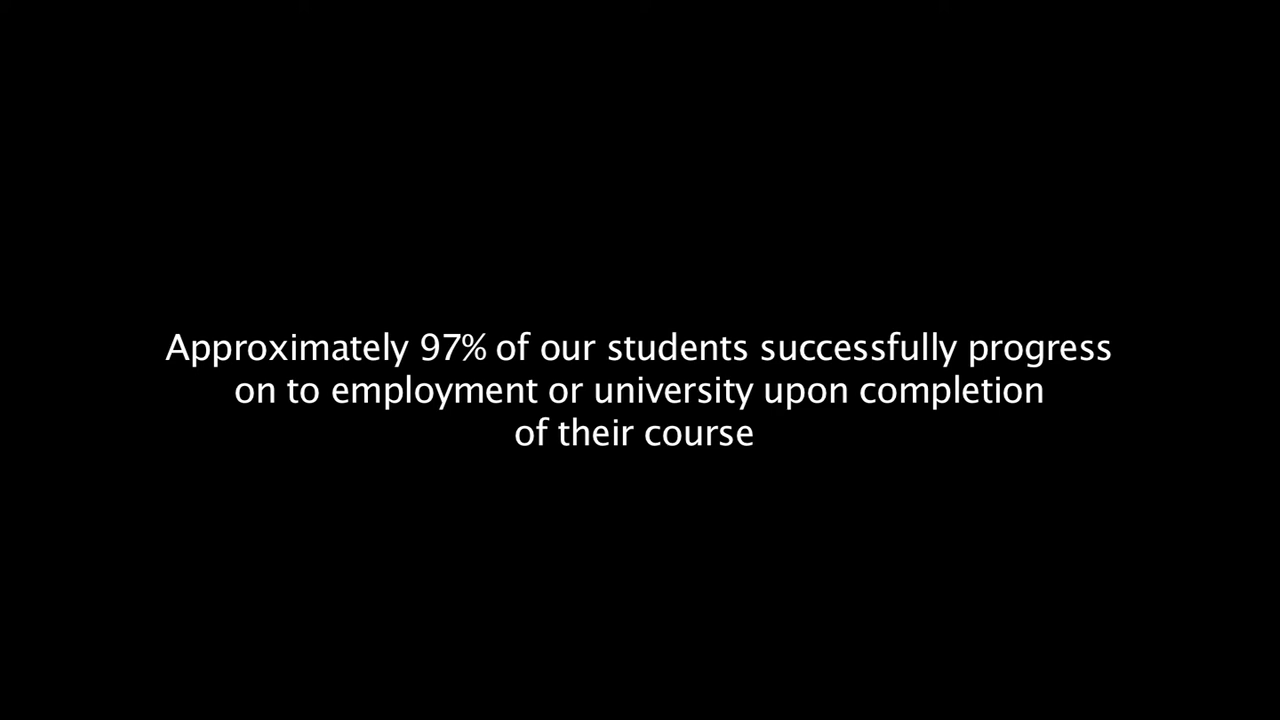 Approximately 97% of our students successfully progress
on to employment or university upon completion
of their course